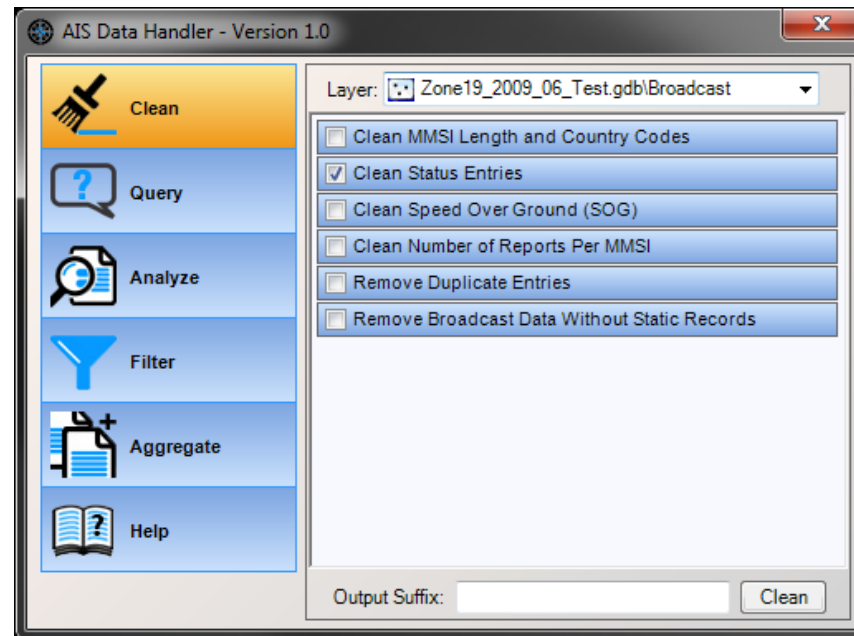 AIS Data Handler - Version 1.0
Clean
Query
Analyze
Filter
Aggregate
Help
Layer: Zone19_2009_06_Test.gdb\Broadcast
Clean MMSI Length and Country Codes
Clean Status Entries
Clean Speed Over Ground (SOG)
Clean Number of Reports Per MMSI
Remove Duplicate Entries
Remove Broadcast Data Without Static Records
Output Suffix: Clean